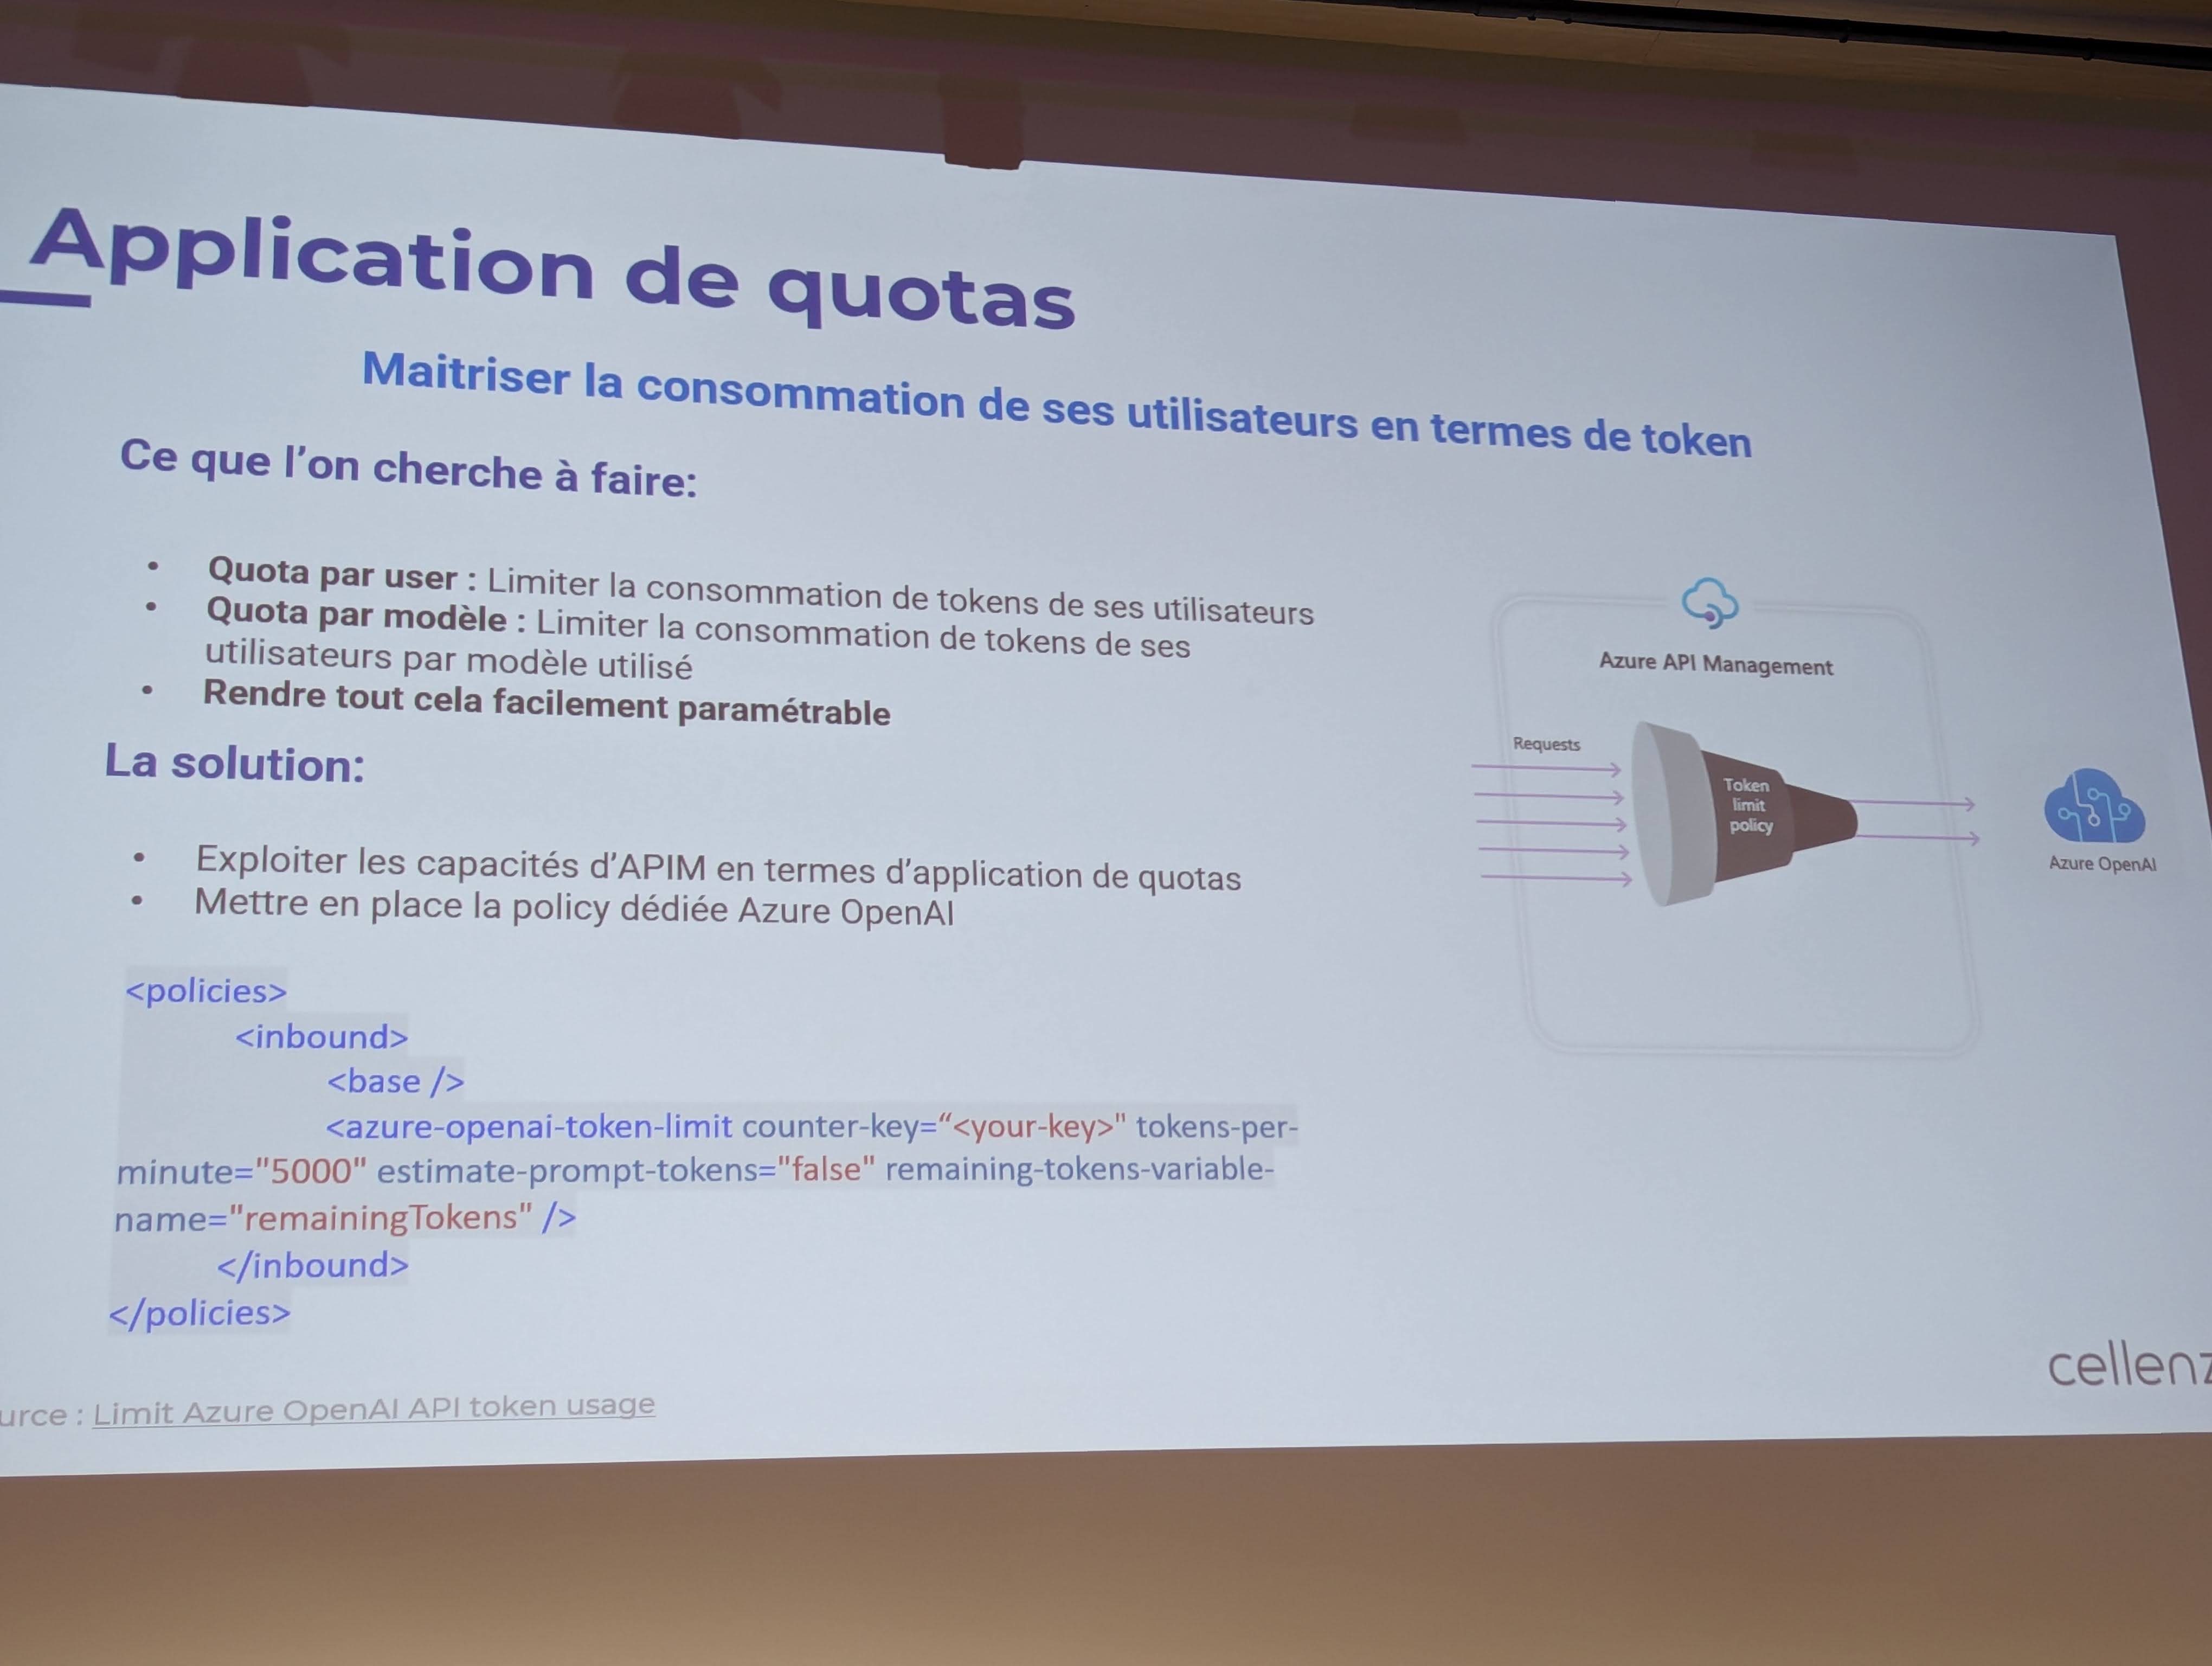 Application de quotas
Maitriser la consommation de ses utilisateurs en termes de token
Ce que l'on cherche à faire:
• Quota par user : Limiter la consommation de tokens de ses utilisateurs
• Quota par modèle : Limiter la consommation de tokens de ses
utilisateurs par modèle utilisé
• Rendre tout cela facilement paramétrable
La solution:
• Exploiter les capacités d'APIM en termes d'application de quotas
• Mettre en place la policy dédiée Azure OpenAI
<policies>
<inbound>
<base />
<azure-openai-token-limit counter-key=“<your-key>" tokens-per-
minute="5000" estimate-prompt-tokens="false" remaining-tokens-variable-
name="remainingTokens" />
</inbound>
</policies>
Azure API Management
Requests
Token
limit
policy
Azure OpenAI
urce : Limit Azure OpenAI API token usage
cellenz